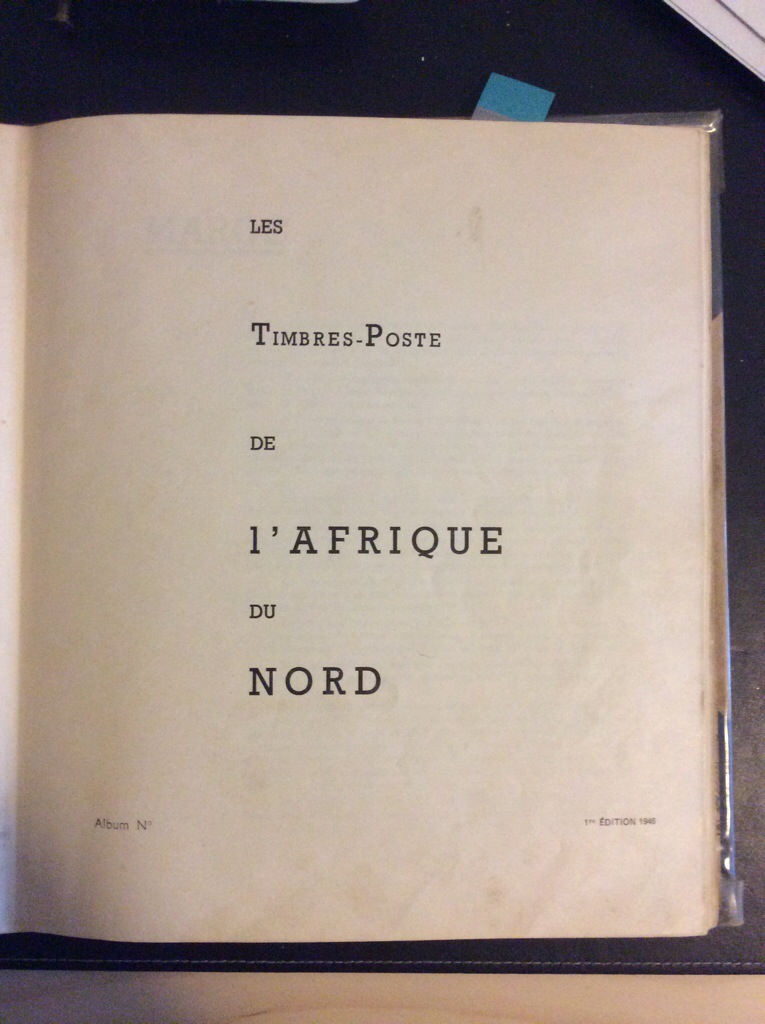 LES
TIMBRES-POSTE
DE
l'AFRIQUE
DU
NORD
Album N°
1re ÉDITION 1946